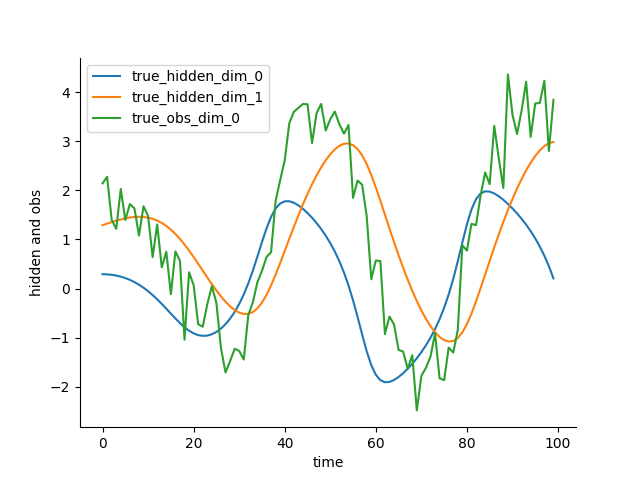 true_hidden_dim_0
true_hidden_dim_1
true_obs_dim_0
hidden and obs
4
3
2
1
0
−1
−2
0 20 40 60 80 100
time